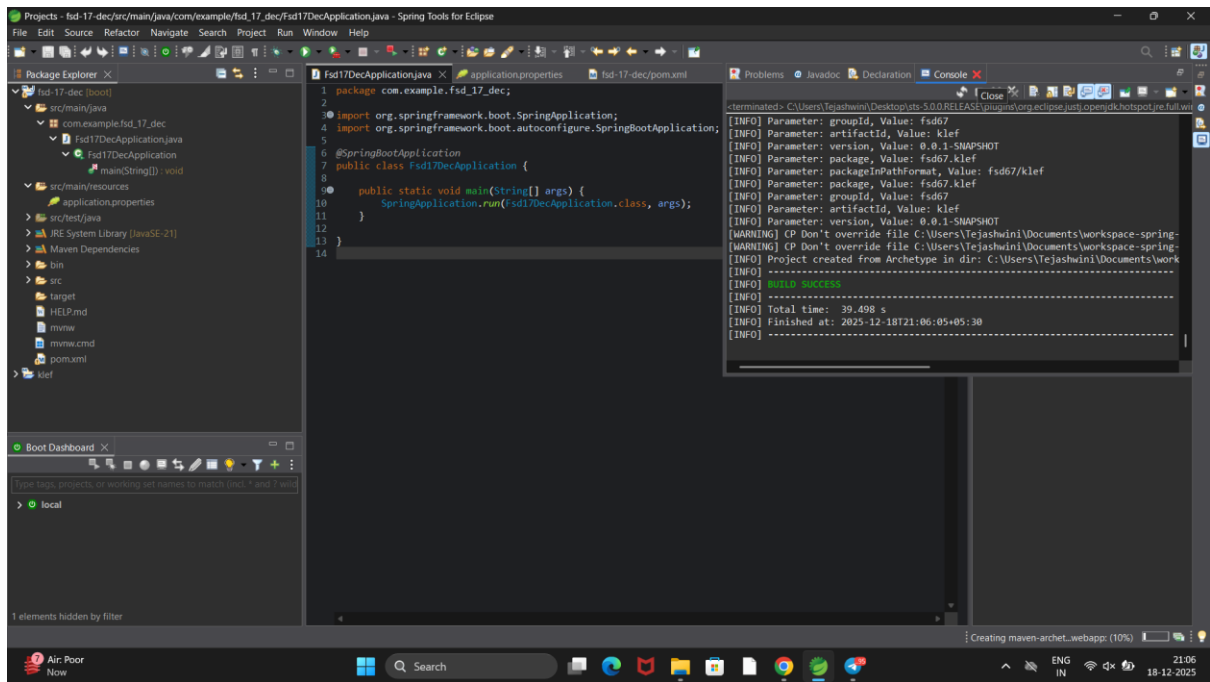 Projects - fsd-17-dec/src/main/java/com/example/fsd_17_dec/Fsd17DecApplication.java - Spring Tools for Eclipse
File Edit Source Refactor Navigate Search Project Run Window Help
Package Explorer
fsd-17-dec [boot]
src/main/java
com.example.fsd_17_dec
Fsd17DecApplication.java
Fsd17DecApplication
main(String[]) : void
src/main/resources
application.properties
src/test/java
JRE System Library [JavaSE-21]
Maven Dependencies
bin
src
target
HELP.md
mvnw
mvnw.cmd
pom.xml
klef
Fsd17DecApplication.java application.properties fsd-17-dec/pom.xml
1 package com.example.fsd_17_dec;
2
3 import org.springframework.boot.SpringApplication;
4 import org.springframework.boot.autoconfigure.SpringBootApplication;
5
6 @SpringBootApplication
7 public class Fsd17DecApplication {
8
9 public static void main(String[] args) {
10 SpringApplication.run(Fsd17DecApplication.class, args);
11 }
12
13 }
14
Problems Javadoc Declaration Console
Close
<terminated> C:\Users\Tejashwini\Desktop\sts-5.0.0.RELEASE\plugins\org.eclipse.justj.openjdk.hotspot.jre.full.wi
[INFO] Parameter: groupId, Value: fsd67
[INFO] Parameter: artifactId, Value: klef
[INFO] Parameter: version, Value: 0.0.1-SNAPSHOT
[INFO] Parameter: package, Value: fsd67.klef
[INFO] Parameter: packageInPathFormat, Value: fsd67/klef
[INFO] Parameter: package, Value: fsd67.klef
[INFO] Parameter: groupId, Value: fsd67
[INFO] Parameter: artifactId, Value: klef
[INFO] Parameter: version, Value: 0.0.1-SNAPSHOT
[WARNING] CP Don't override file C:\Users\Tejashwini\Documents\workspace-spring-
[WARNING] CP Don't override file C:\Users\Tejashwini\Documents\workspace-spring-
[INFO] Project created from Archetype in dir: C:\Users\Tejashwini\Documents\work
[INFO] ------------------------------------------------------------------------
[INFO] BUILD SUCCESS
[INFO] ------------------------------------------------------------------------
[INFO] Total time: 39.498 s
[INFO] Finished at: 2025-12-18T21:06:05+05:30
[INFO] ------------------------------------------------------------------------
Boot Dashboard
Type tags, projects, or working set names to match (incl. * and ? wild
local
1 elements hidden by filter
Creating maven-archet...webapp: (10%)
7
Air: Poor
Now
Search
ENG
IN
21:06
18-12-2025